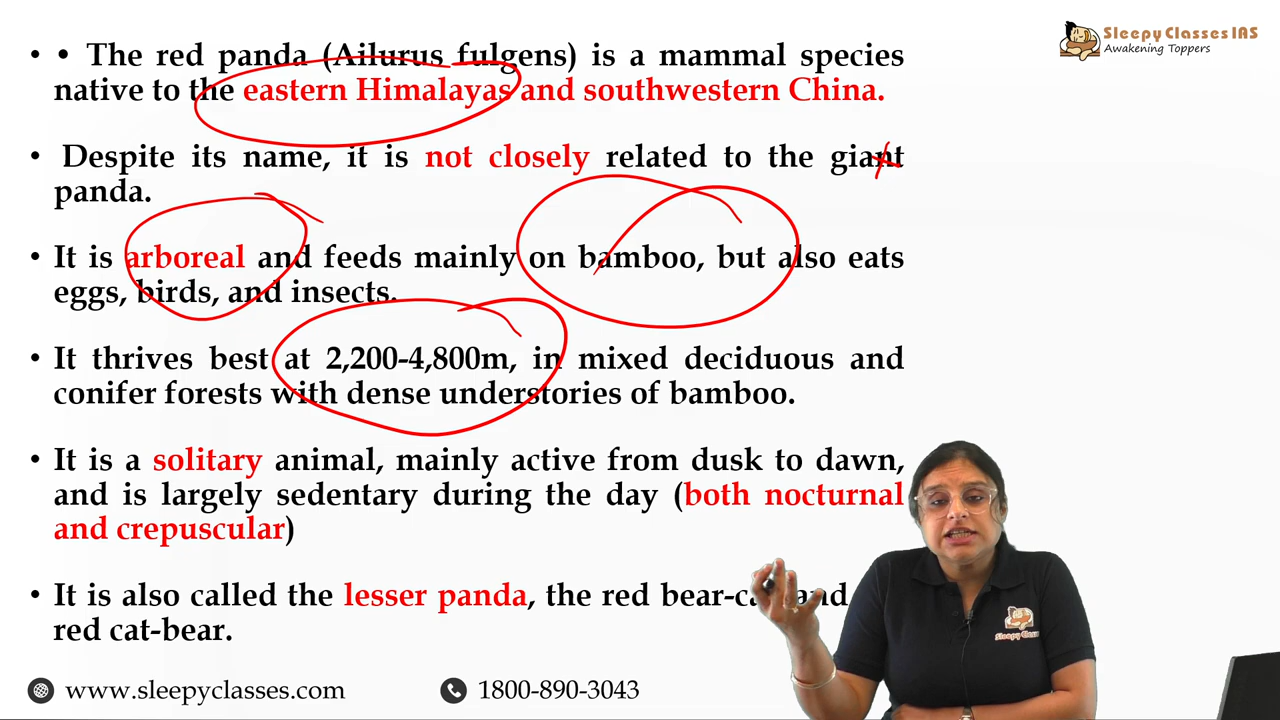 Sleepy Classes IAS
Awakening Toppers
• • The red panda (Ailurus fulgens) is a mammal species
native to the eastern Himalayas and southwestern China.
• Despite its name, it is not closely related to the giant
panda.
• It is arboreal and feeds mainly on bamboo, but also eats
eggs, birds, and insects.
• It thrives best at 2,200-4,800m, in mixed deciduous and
conifer forests with dense understories of bamboo.
• It is a solitary animal, mainly active from dusk to dawn,
and is largely sedentary during the day (both nocturnal
and crepuscular)
• It is also called the lesser panda, the red and
red cat-bear.
Sleepy
www.sleepyclasses.com
1800-890-3043